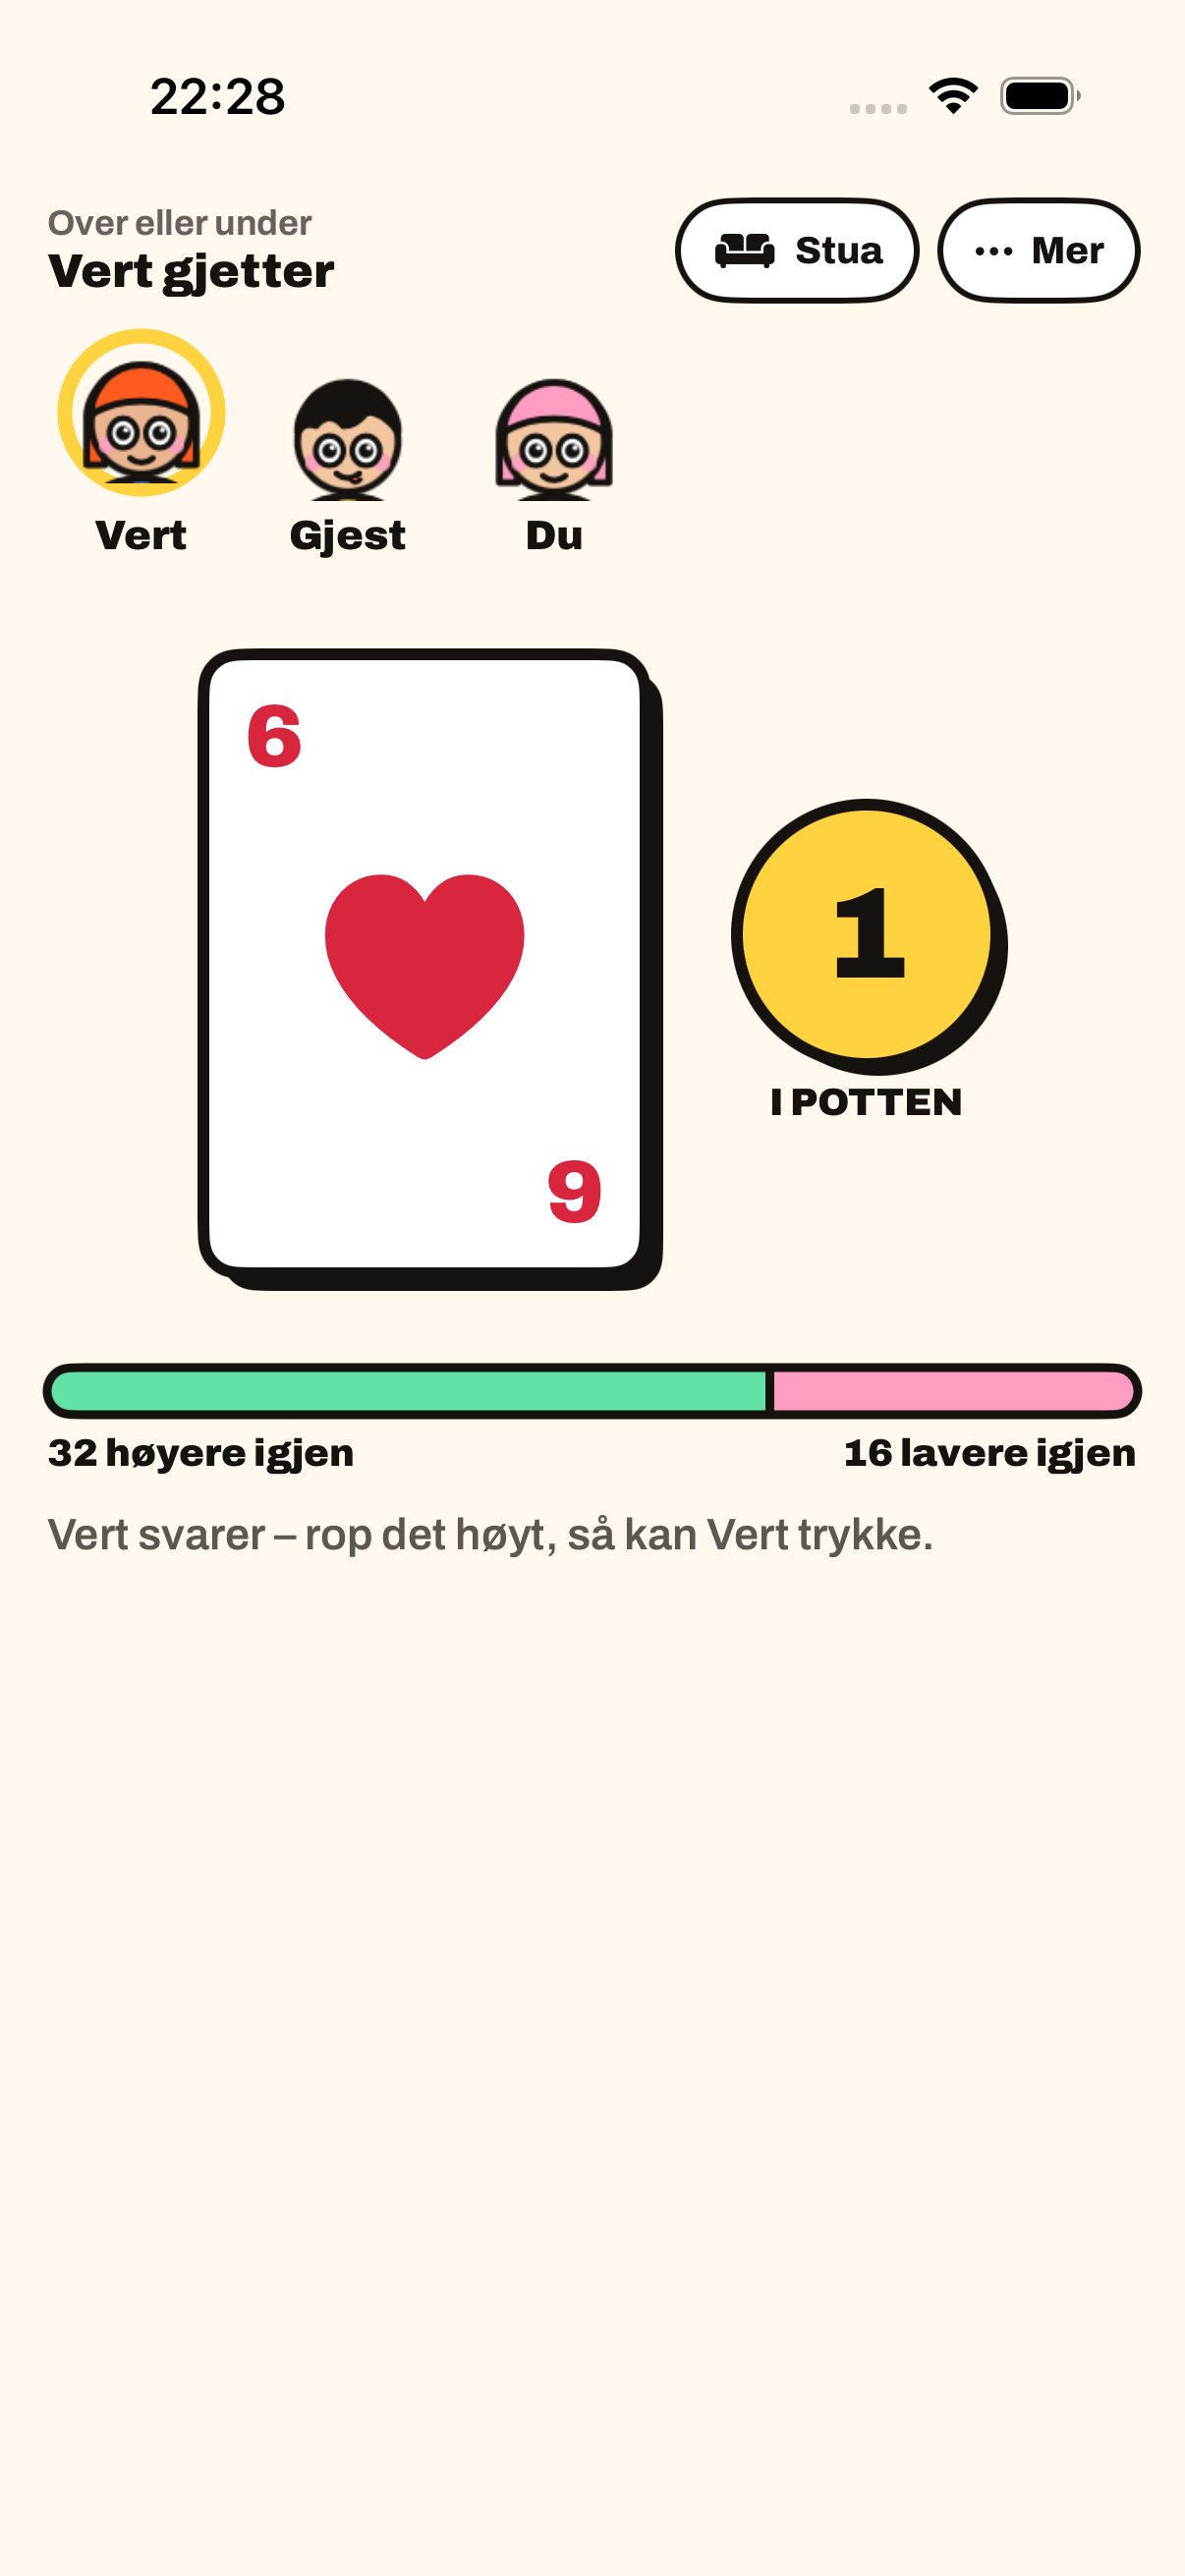 22:28
Over eller under
Vert gjetter
Stua
Mer
Vert
Gjest
Du
6
1
I POTTEN
6
32 høyere igjen
16 lavere igjen
Vert svarer – rop det høyt, så kan Vert trykke.